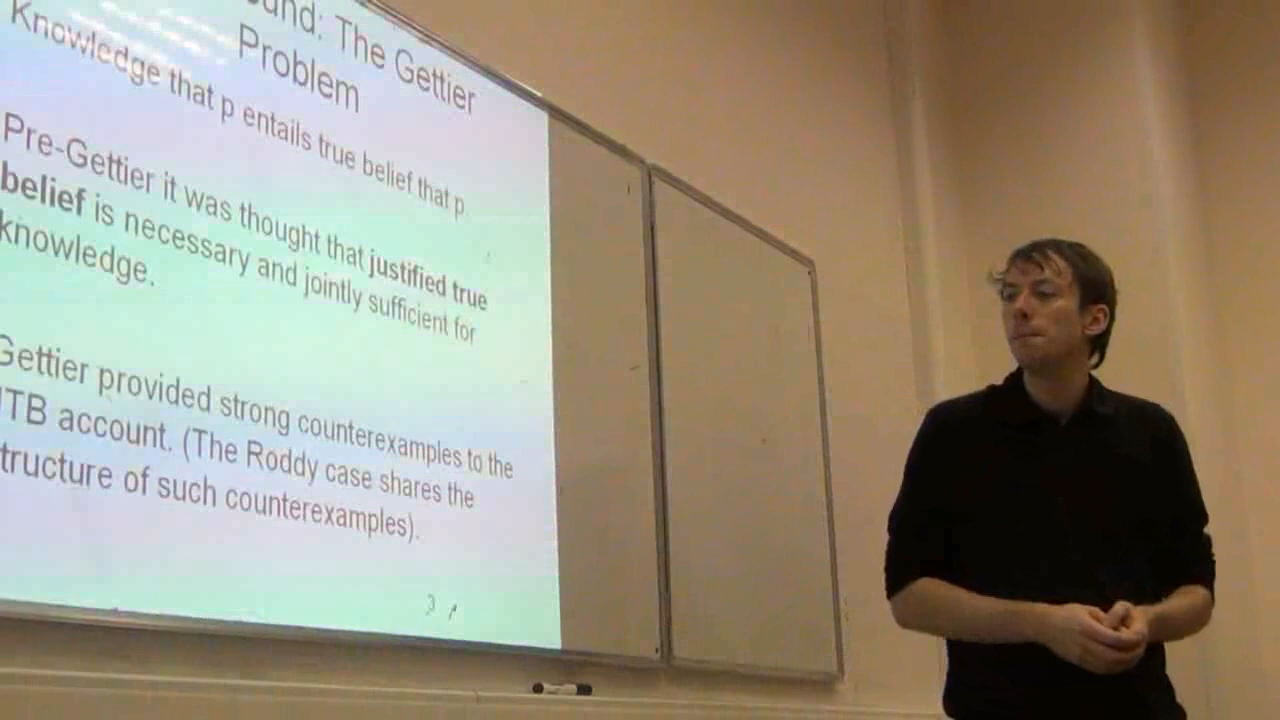 und: The Gettier
Problem
Knowledge that p entails true belief that p
Pre-Gettier it was thought that justified true
belief is necessary and jointly sufficient for
knowledge.
Gettier provided strong counterexamples to the
JTB account. (The Roddy case shares the
structure of such counterexamples).